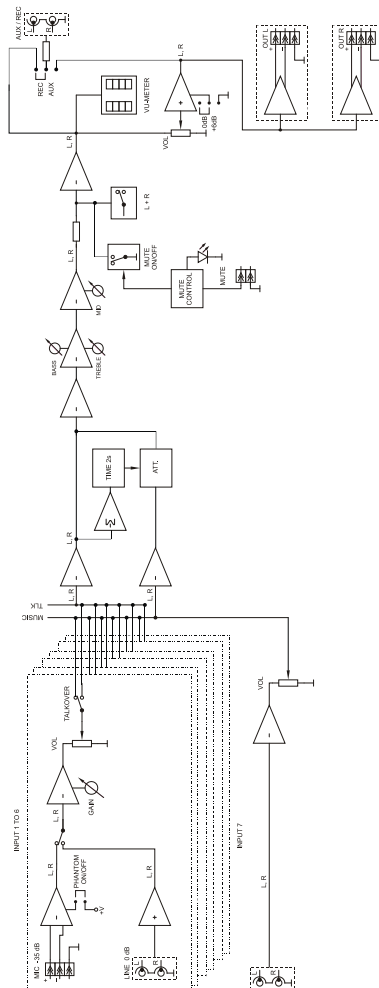 AUX / REC
L
R
REC
AUX
L, R
VU-METER
VOL
0dB
+6dB
+
L, R
OUT L
+
-
OUT R
+
-
L + R
L, R
MUTE
ON/OFF
MUTE
CONTROL
MUTE
MID
BASS
TREBLE
TIME 2s
ATT.
L, R
L, R
L, R
TLK
MUSIC
INPUT 1 TO 6
TALKOVER
VOL
L, R
GAIN
L, R
L, R
MIC -35 dB
+
-
PHANTOM
ON/OFF
+V
LINE 0 dB
L
R
+
INPUT 7
VOL
L, R
L
R